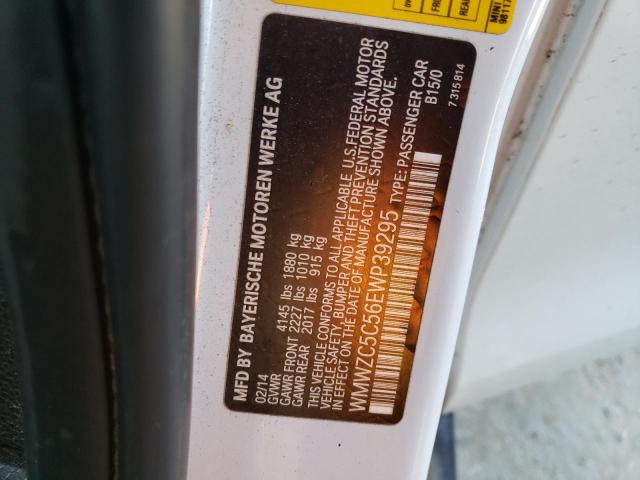 MFD BY BAYERISCHE MOTOREN WERKE AG
02/14
GVWR 4145 lbs 1880 kg
GAWR FRONT 2227 lbs 1010 kg
GAWR REAR 2017 lbs 915 kg
THIS VEHICLE CONFORMS TO ALL APPLICABLE U.S. FEDERAL MOTOR
VEHICLE SAFETY, BUMPER AND THEFT PREVENTION STANDARDS
IN EFFECT ON THE DATE OF MANUFACTURE SHOWN ABOVE.
WMWZC5C56EWP39295 TYPE: PASSENGER CAR
B15/0
7 315 814
MINI